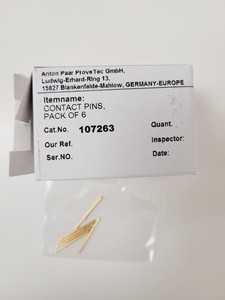 Anton Paar ProveTec GmbH,
Ludwig-Erhard-Ring 13,
15827 Blankenfelde-Mahlow, GERMANY-EUROPE
Itemname:
CONTACT PINS,
PACK OF 6
Cat.No. 107263 Quant.
Our Ref. Inspector:
Ser.NO. Date: